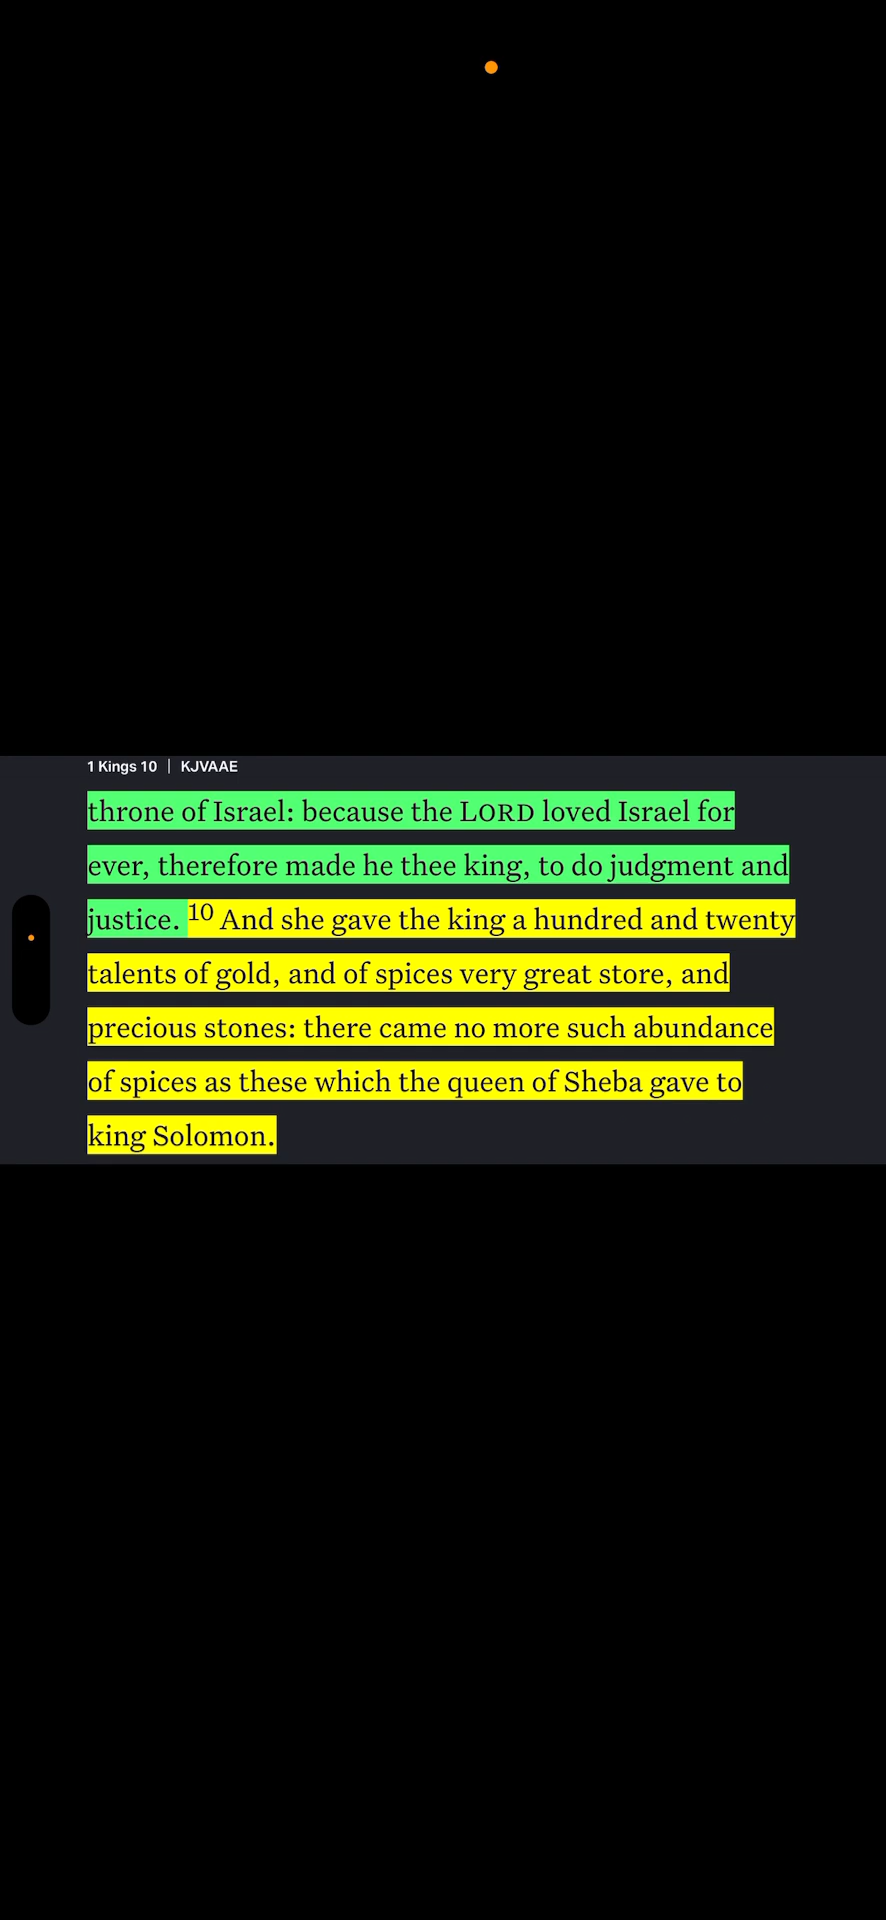 1 Kings 10 | KJVAAE
throne of Israel: because the LORD loved Israel for
ever, therefore made he thee king, to do judgment and
justice. 10 And she gave the king a hundred and twenty
talents of gold, and of spices very great store, and
precious stones: there came no more such abundance
of spices as these which the queen of Sheba gave to
king Solomon.